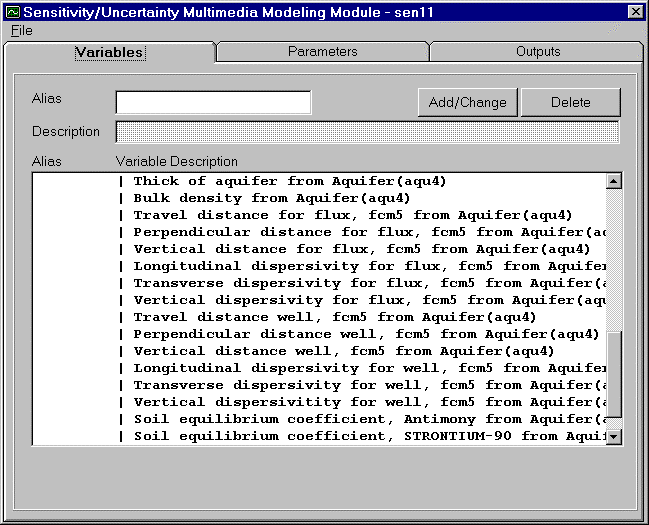 Sensitivity/Uncertainty Multimedia Modeling Module - sen11
File
Variables Parameters Outputs
Alias Add/Change Delete
Description
Alias Variable Description
| Thick of aquifer from Aquifer(aqu4)
| Bulk density from Aquifer(aqu4)
| Travel distance for flux, fcm5 from Aquifer(aqu4)
| Perpendicular distance for flux, fcm5 from Aquifer(a
| Vertical distance for flux, fcm5 from Aquifer(aqu4)
| Longitudinal dispersivity for flux, fcm5 from Aquife
| Transverse dispersivity for flux, fcm5 from Aquifer(
| Vertical dispersivity for flux, fcm5 from Aquifer(aq
| Travel distance well, fcm5 from Aquifer(aqu4)
| Perpendicular distance well, fcm5 from Aquifer(aqu4)
| Vertical distance well, fcm5 from Aquifer(aqu4)
| Longitudinal dispersivity for well, fcm5 from Aquife
| Transverse dispersivity for well, fcm5 from Aquifer(
| Vertical dispersivitity for well, fcm5 from Aquifer(
| Soil equilibrium coefficient, Antimony from Aquifer(
| Soil equilibrium coefficient, STRONTIUM-90 from Aqui